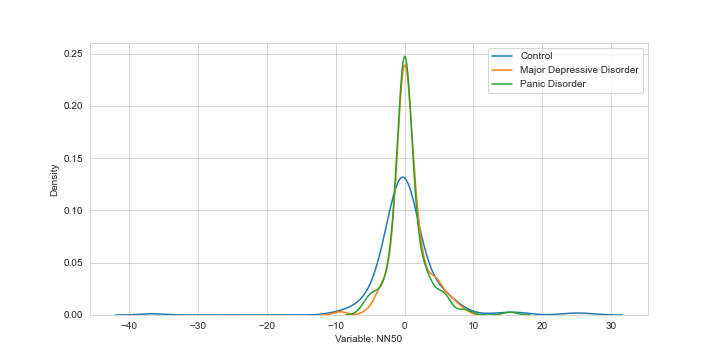 0.25
0.20
0.15
0.10
0.05
0.00
Density
Control
Major Depressive Disorder
Panic Disorder
−40 −30 −20 −10 0 10 20 30
Variable: NN50